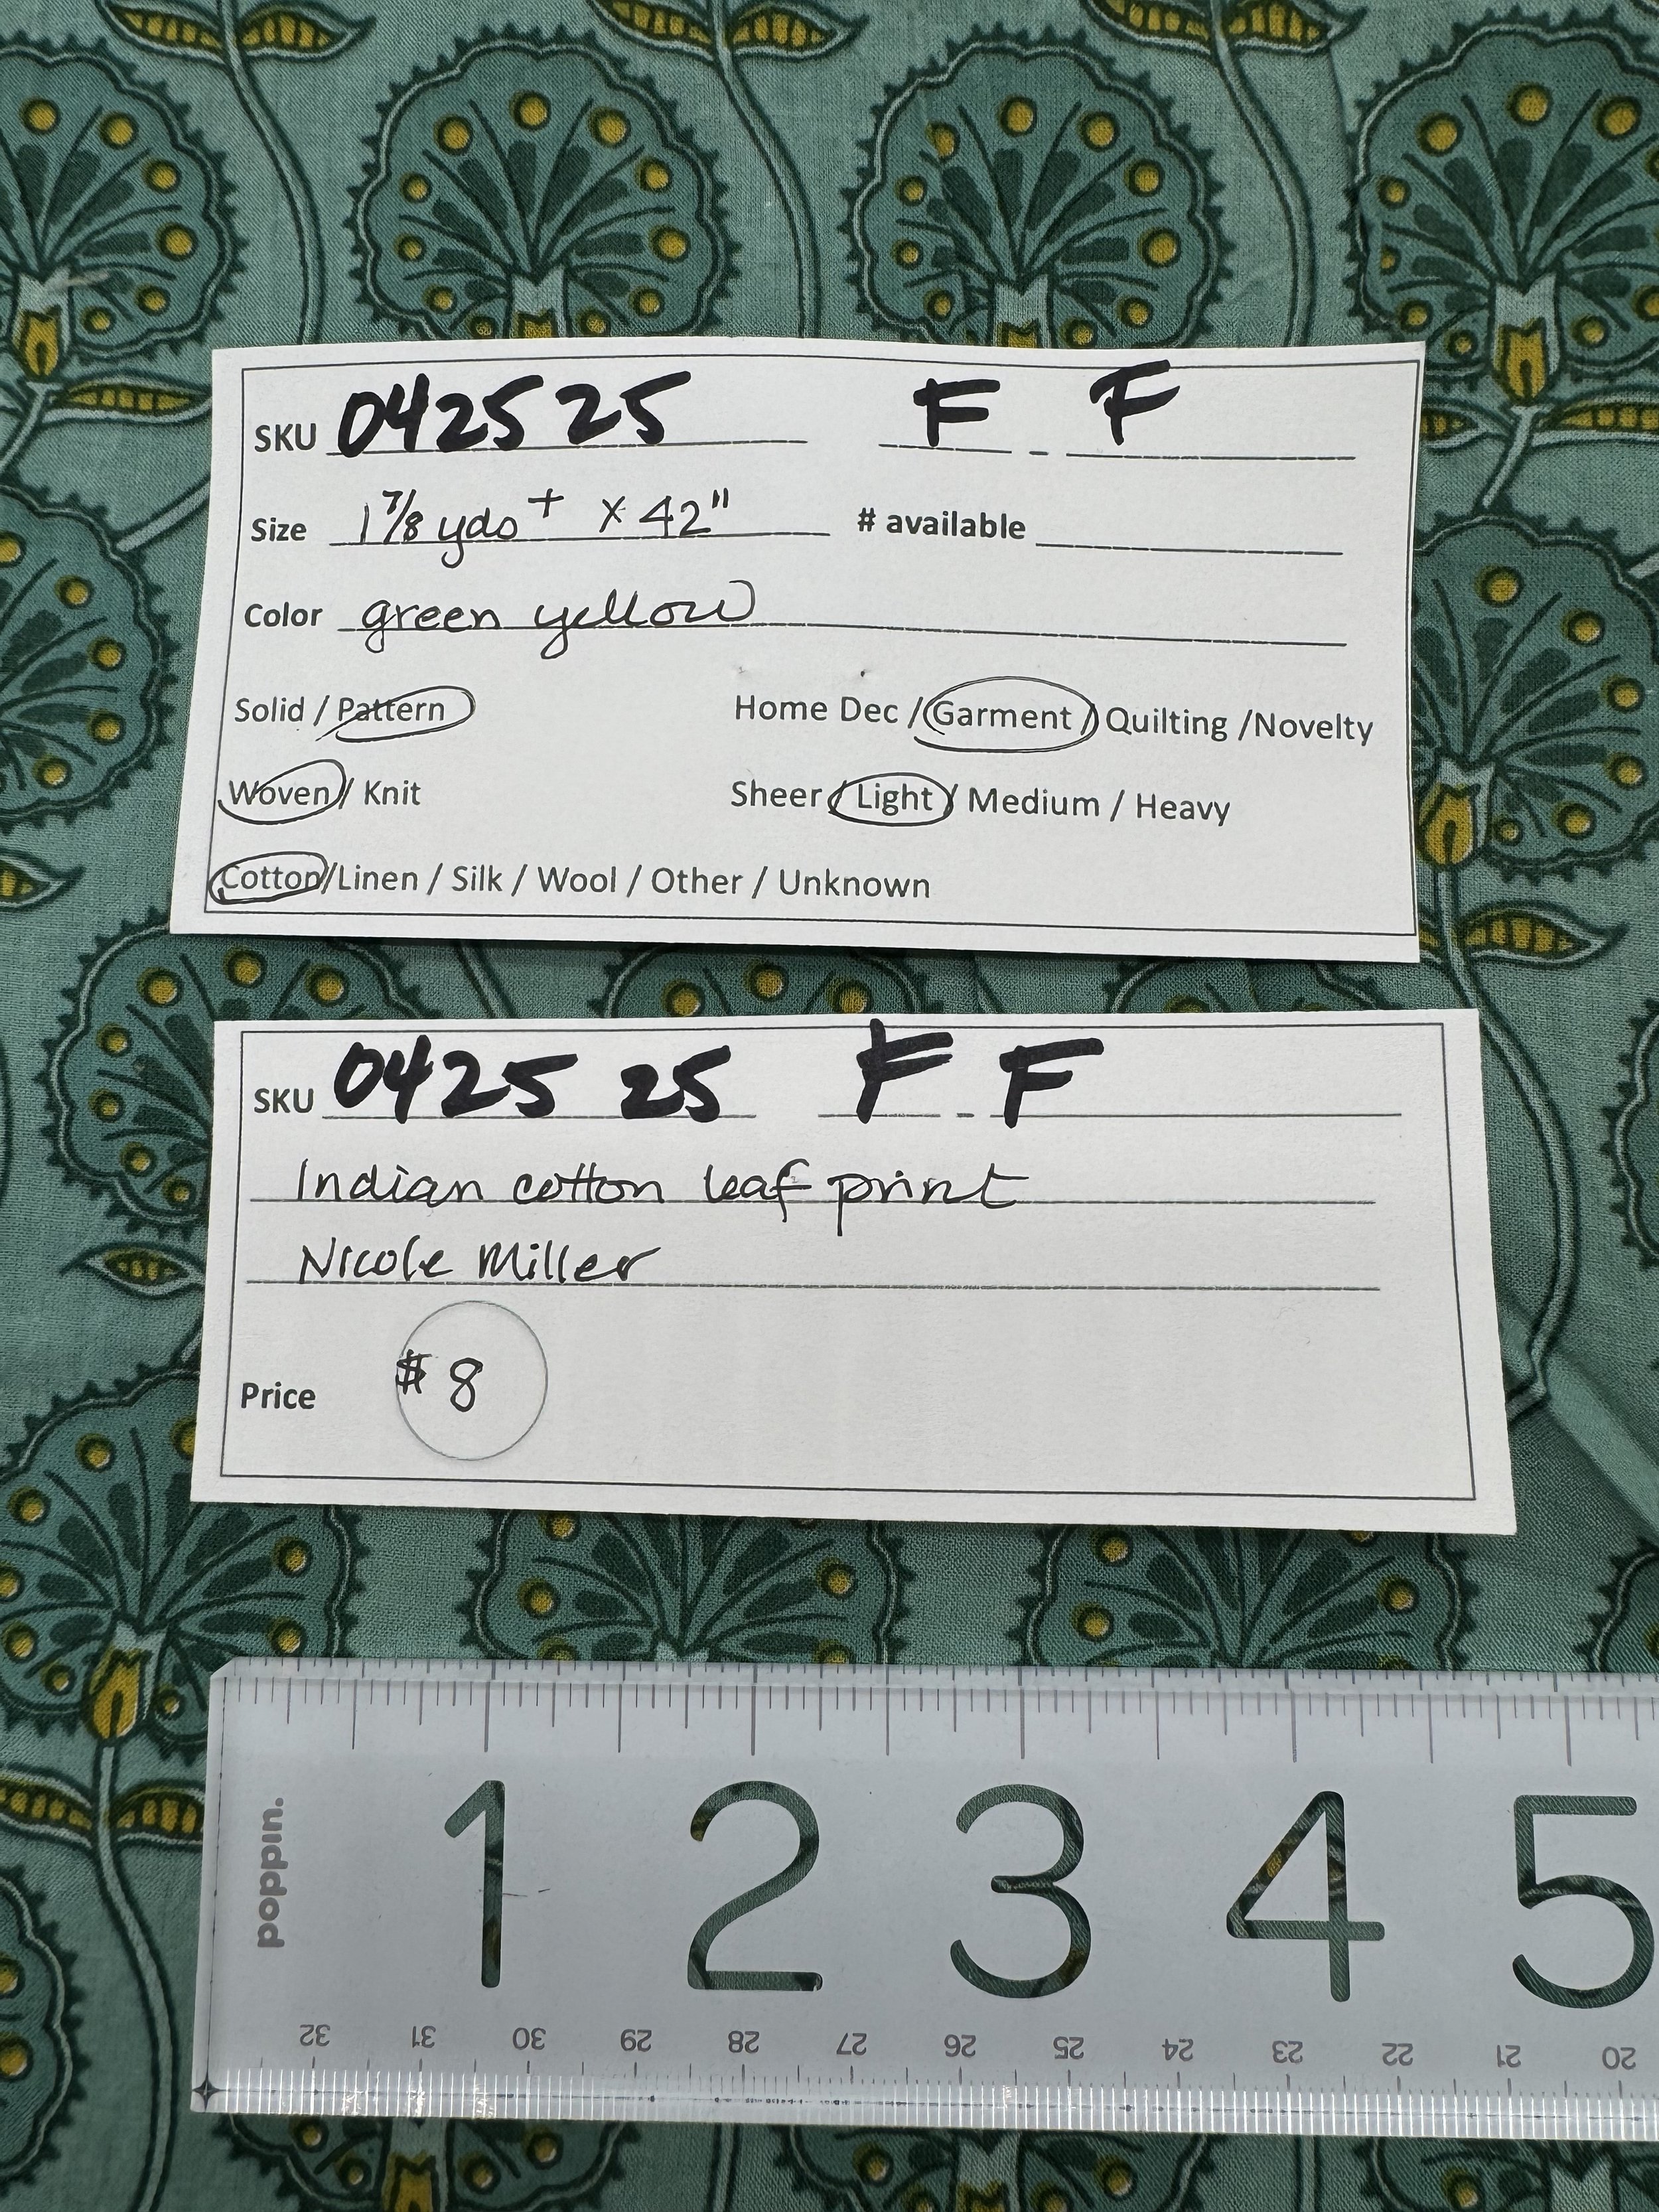 SKU 042525 F - F
Size 1 7/8 yds + x 42" # available
Color green yellow
Solid / Pattern Home Dec / Garment / Quilting /Novelty
Woven / Knit Sheer / Light / Medium / Heavy
Cotton/Linen / Silk / Wool / Other / Unknown
SKU 0425 25 F - F
Indian cotton leaf print
Nicole Miller
Price $8
poppin.
1 2 3 4 5
32 31 30 29 28 27 26 25 24 23 22 21 20